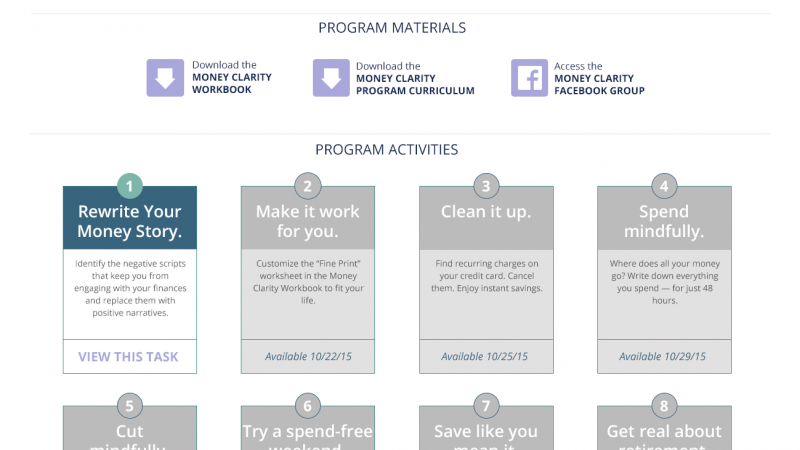 PROGRAM MATERIALS
Download the
MONEY CLARITY
WORKBOOK
Download the
MONEY CLARITY
PROGRAM CURRICULUM
Access the
MONEY CLARITY
FACEBOOK GROUP
PROGRAM ACTIVITIES
1
Rewrite Your
Money Story.
Identify the negative scripts
that keep you from
engaging with your finances
and replace them with
positive narratives.
VIEW THIS TASK
2
Make it work
for you.
Customize the “Fine Print”
worksheet in the Money
Clarity Workbook to fit your
life.
Available 10/22/15
3
Clean it up.
Find recurring charges on
your credit card. Cancel
them. Enjoy instant savings.
Available 10/25/15
4
Spend
mindfully.
Where does all your money
go? Write down everything
you spend — for just 48
hours.
Available 10/29/15
5
Cut
mindfully
6
Try a spend-free
weekend
7
Save like you
mean it
8
Get real about
retirement